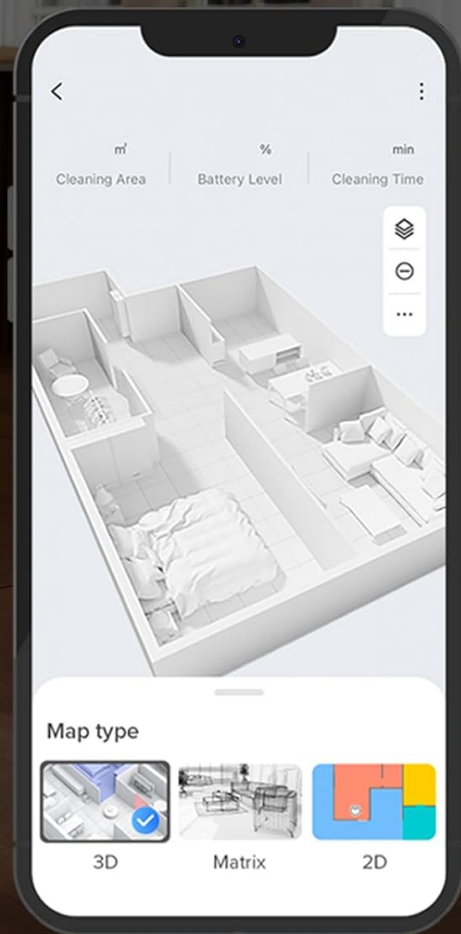 ㎡ % min
Cleaning Area Battery Level Cleaning Time
Map type
3D Matrix 2D